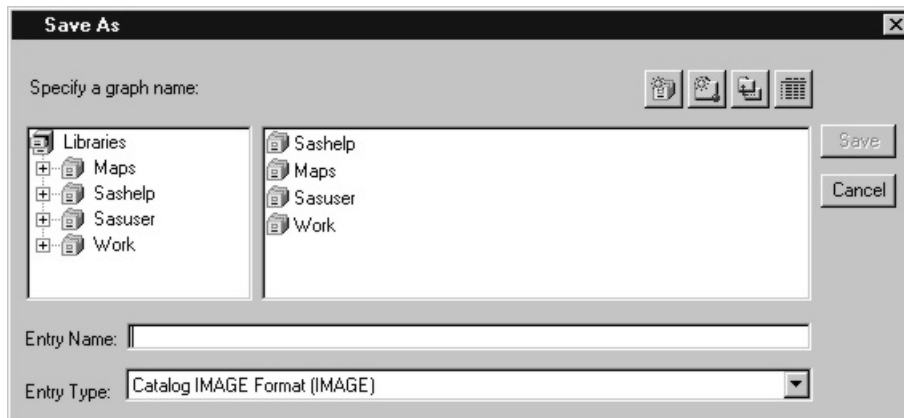 Save As
Specify a graph name:
Libraries
Maps
Sashelp
Sasuser
Work
Sashelp
Maps
Sasuser
Work
Save
Cancel
Entry Name:
Entry Type: Catalog IMAGE Format (IMAGE)